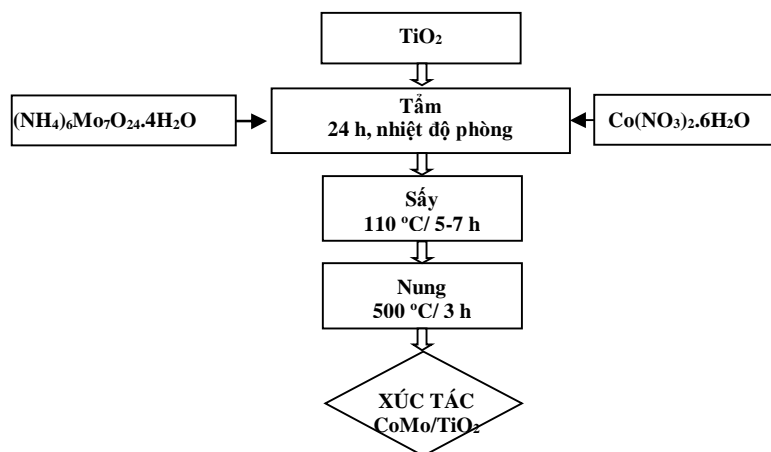 TiO₂
Tẩm
24 h, nhiệt độ phòng
(NH₄)₆Mo₇O₂₄.4H₂O
Co(NO₃)₂.6H₂O
Sấy
110 ºC/ 5-7 h
Nung
500 ºC/ 3 h
XÚC TÁC
CoMo/TiO₂